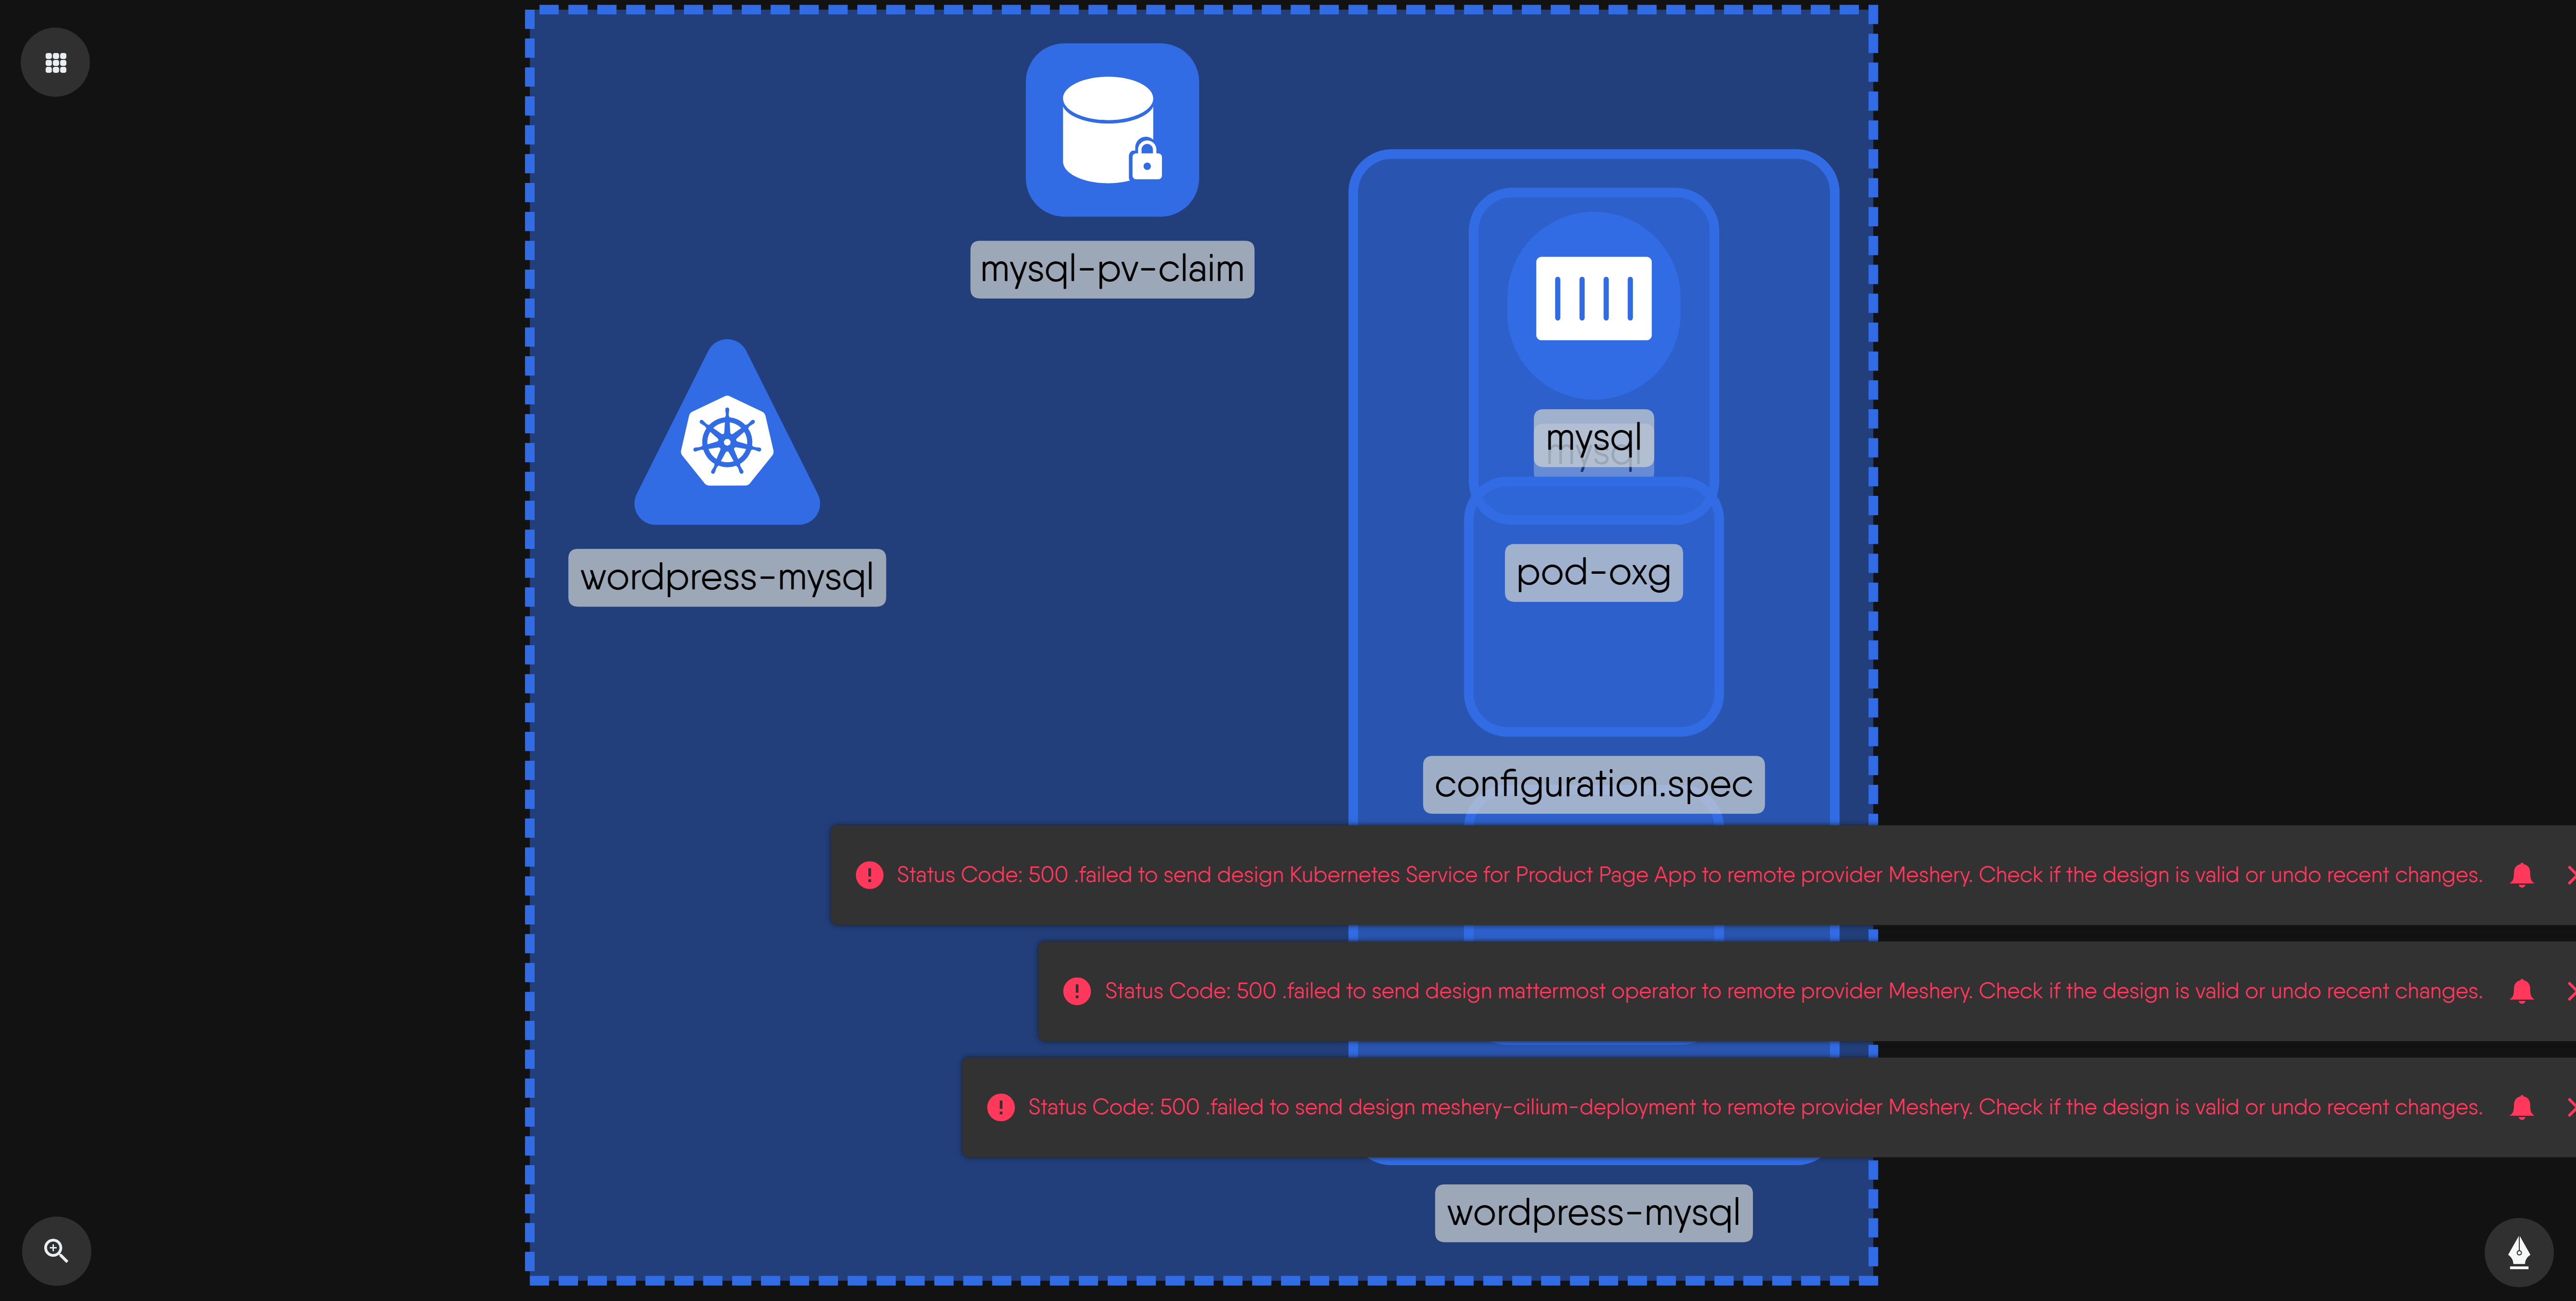 mysql-pv-claim
mysql
mysql
wordpress-mysql
pod-oxg
configuration.spec
Status Code: 500 .failed to send design Kubernetes Service for Product Page App to remote provider Meshery. Check if the design is valid or undo recent changes.
Status Code: 500 .failed to send design mattermost operator to remote provider Meshery. Check if the design is valid or undo recent changes.
Status Code: 500 .failed to send design meshery-cilium-deployment to remote provider Meshery. Check if the design is valid or undo recent changes.
wordpress-mysql